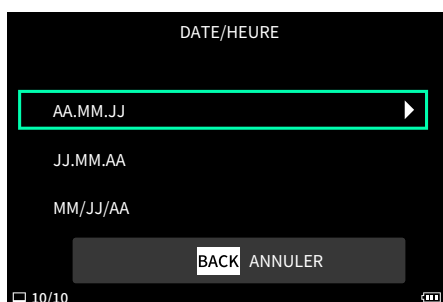 DATE/HEURE
AA.MM.JJ
JJ.MM.AA
MM/JJ/AA
BACK ANNULER
10/10